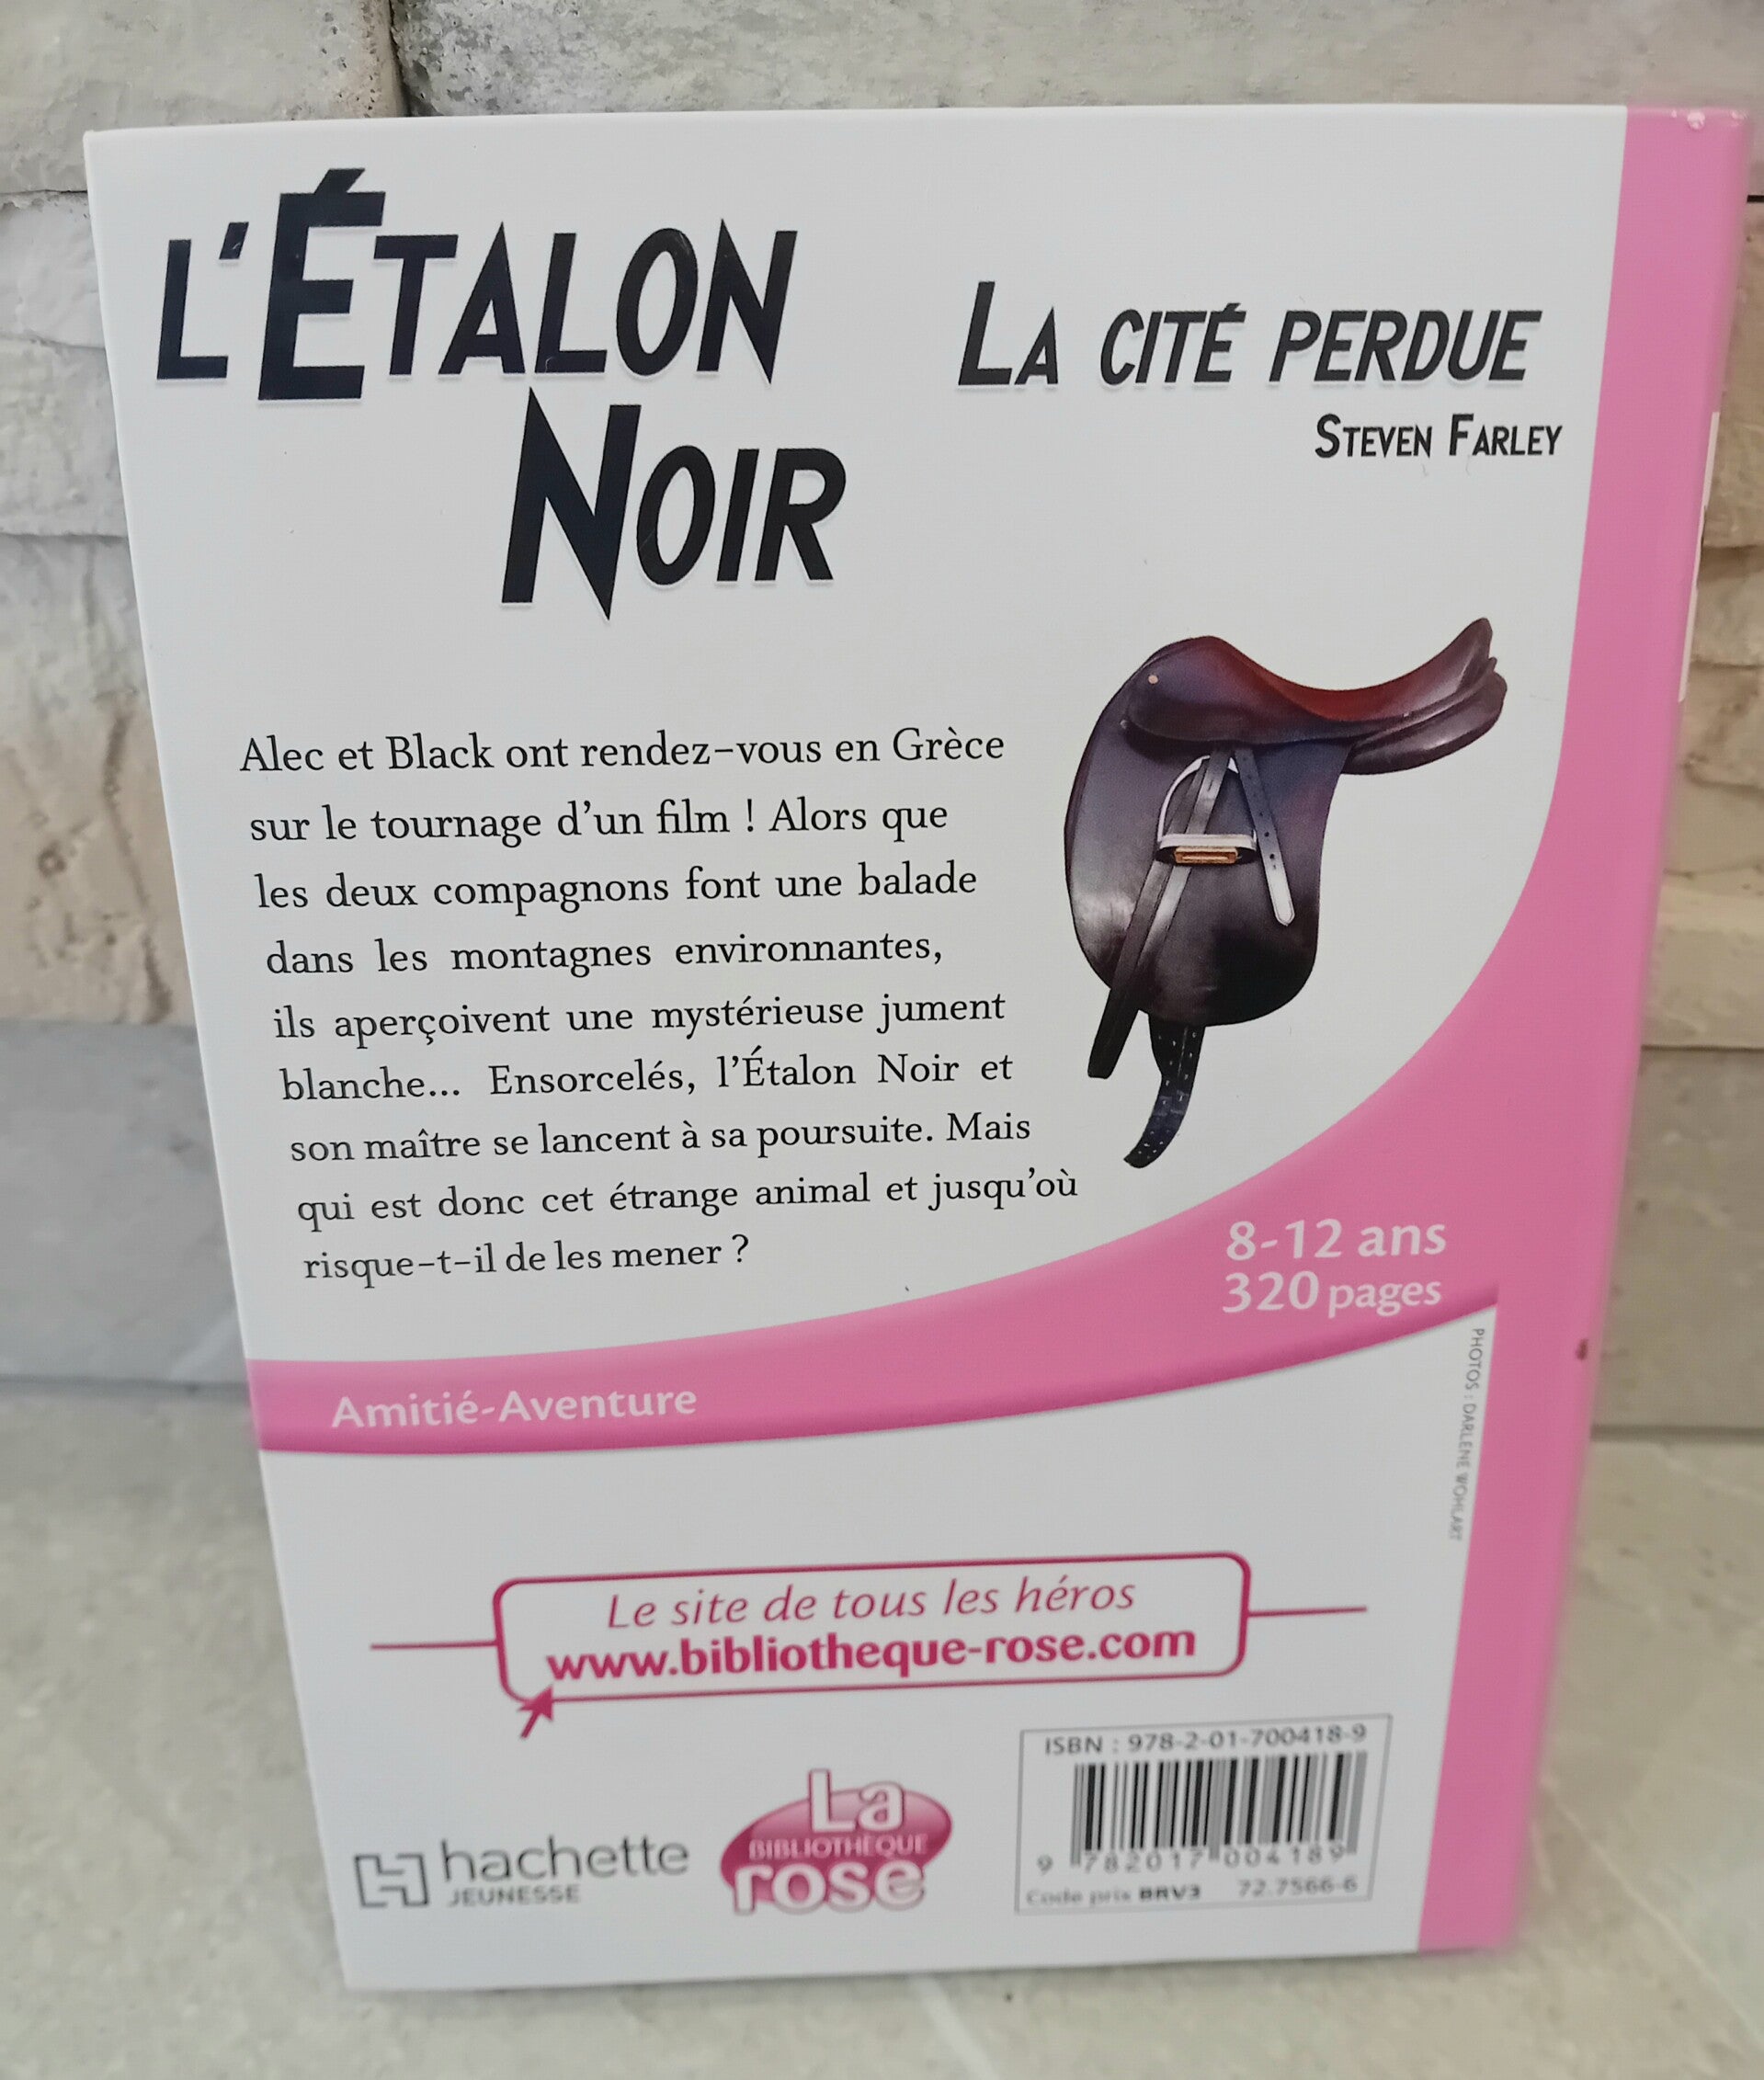 L'ÉTALON
NOIR
LA CITÉ PERDUE
STEVEN FARLEY
Alec et Black ont rendez-vous en Grèce
sur le tournage d'un film ! Alors que
les deux compagnons font une balade
dans les montagnes environnantes,
ils aperçoivent une mystérieuse jument
blanche... Ensorcelés, l'Étalon Noir et
son maître se lancent à sa poursuite. Mais
qui est donc cet étrange animal et jusqu'où
risque-t-il de les mener ?
8-12 ans
320 pages
Amitié-Aventure
PHOTOS : DARLENE WOHLART
Le site de tous les héros
www.bibliotheque-rose.com
hachette
JEUNESSE
La
BIBLIOTHÈQUE
rose
ISBN : 978-2-01-700418-9
9 782017 004189
Code prix BRV3 72.7566-6